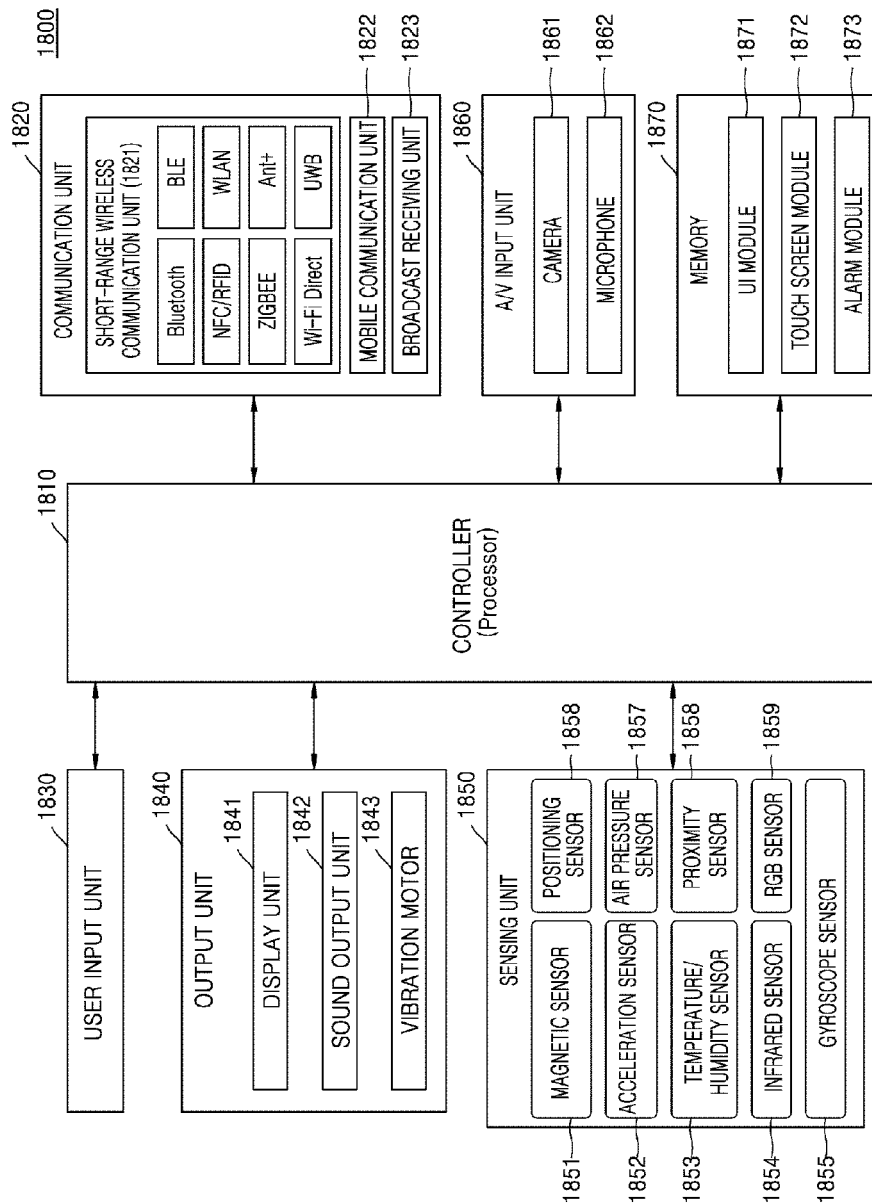 1800
1830
USER INPUT UNIT
1840
OUTPUT UNIT
1841
DISPLAY UNIT
1842
SOUND OUTPUT UNIT
1843
VIBRATION MOTOR
1850
SENSING UNIT
1851
MAGNETIC SENSOR
POSITIONING
SENSOR
1858
1852
ACCELERATION SENSOR
AIR PRESSURE
SENSOR
1857
1853
TEMPERATURE/
HUMIDITY SENSOR
PROXIMITY
SENSOR
1858
1854
INFRARED SENSOR
RGB SENSOR
1859
1855
GYROSCOPE SENSOR
1810
CONTROLLER
(Processor)
1820
COMMUNICATION UNIT
SHORT-RANGE WIRELESS
COMMUNICATION UNIT (1821)
Bluetooth
BLE
NFC/RFID
WLAN
ZIGBEE
Ant+
Wi-Fi Direct
UWB
MOBILE COMMUNICATION UNIT
1822
BROADCAST RECEIVING UNIT
1823
1860
A/V INPUT UNIT
CAMERA
1861
MICROPHONE
1862
1870
MEMORY
UI MODULE
1871
TOUCH SCREEN MODULE
1872
ALARM MODULE
1873